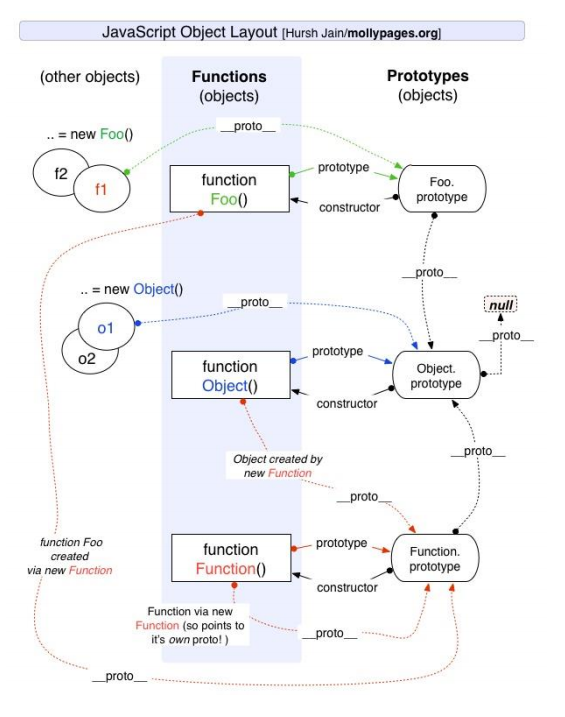 JavaScript Object Layout [Hursh Jain/mollypages.org]
(other objects)
Functions
(objects)
Prototypes
(objects)
.. = new Foo()
__proto__
f2
f1
function
Foo()
prototype
constructor
Foo.
prototype
__proto__
.. = new Object()
__proto__
null
__proto__
o1
o2
function
Object()
prototype
constructor
Object.
prototype
Object created by
new Function
__proto__
__proto__
function Foo
created
via new Function
function
Function()
prototype
constructor
Function.
prototype
Function via new
Function (so points to
it's own proto! )
__proto__
__proto__